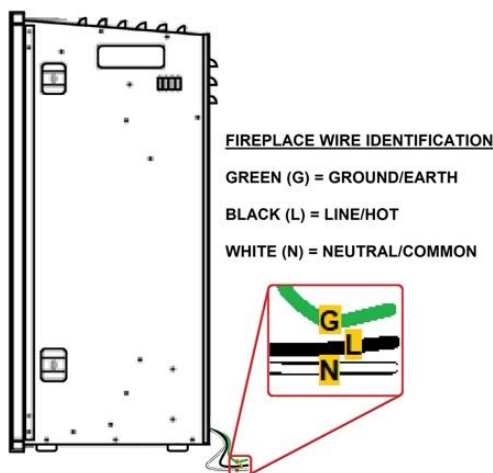 FIREPLACE WIRE IDENTIFICATION
GREEN (G) = GROUND/EARTH
BLACK (L) = LINE/HOT
WHITE (N) = NEUTRAL/COMMON
G
L
N